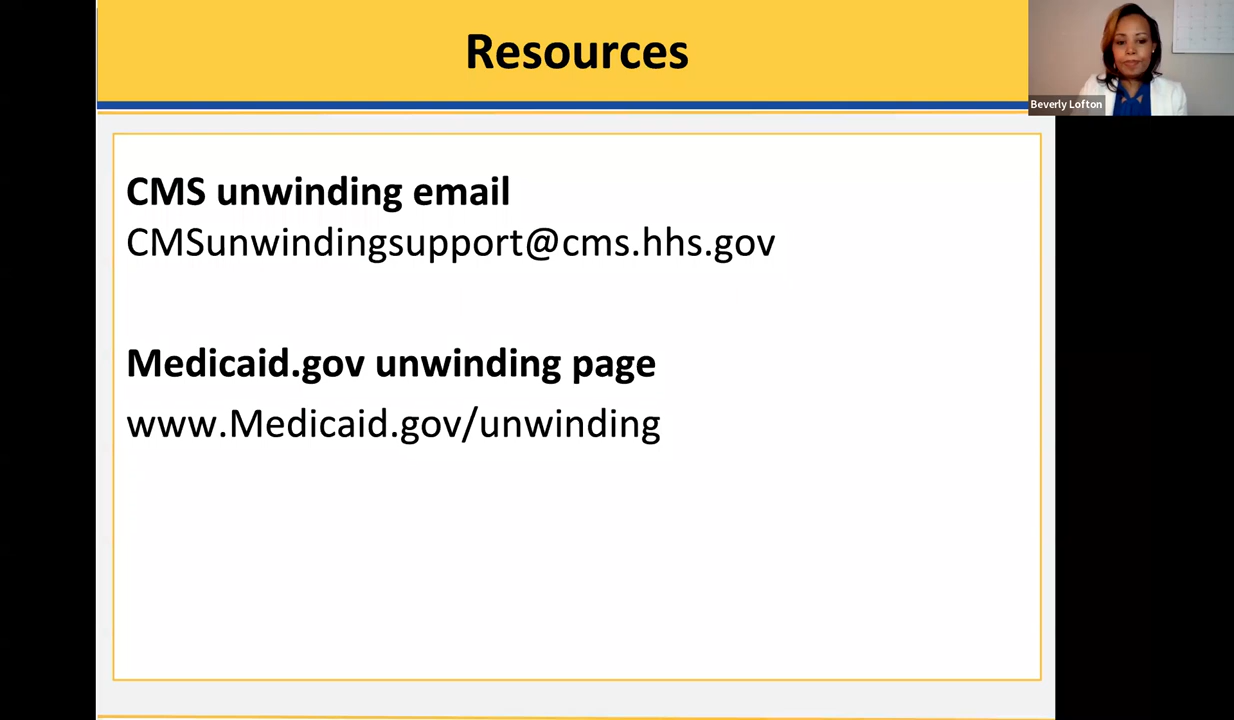 Resources
Beverly Lofton
CMS unwinding email
CMSunwindingsupport@cms.hhs.gov
Medicaid.gov unwinding page
www.Medicaid.gov/unwinding